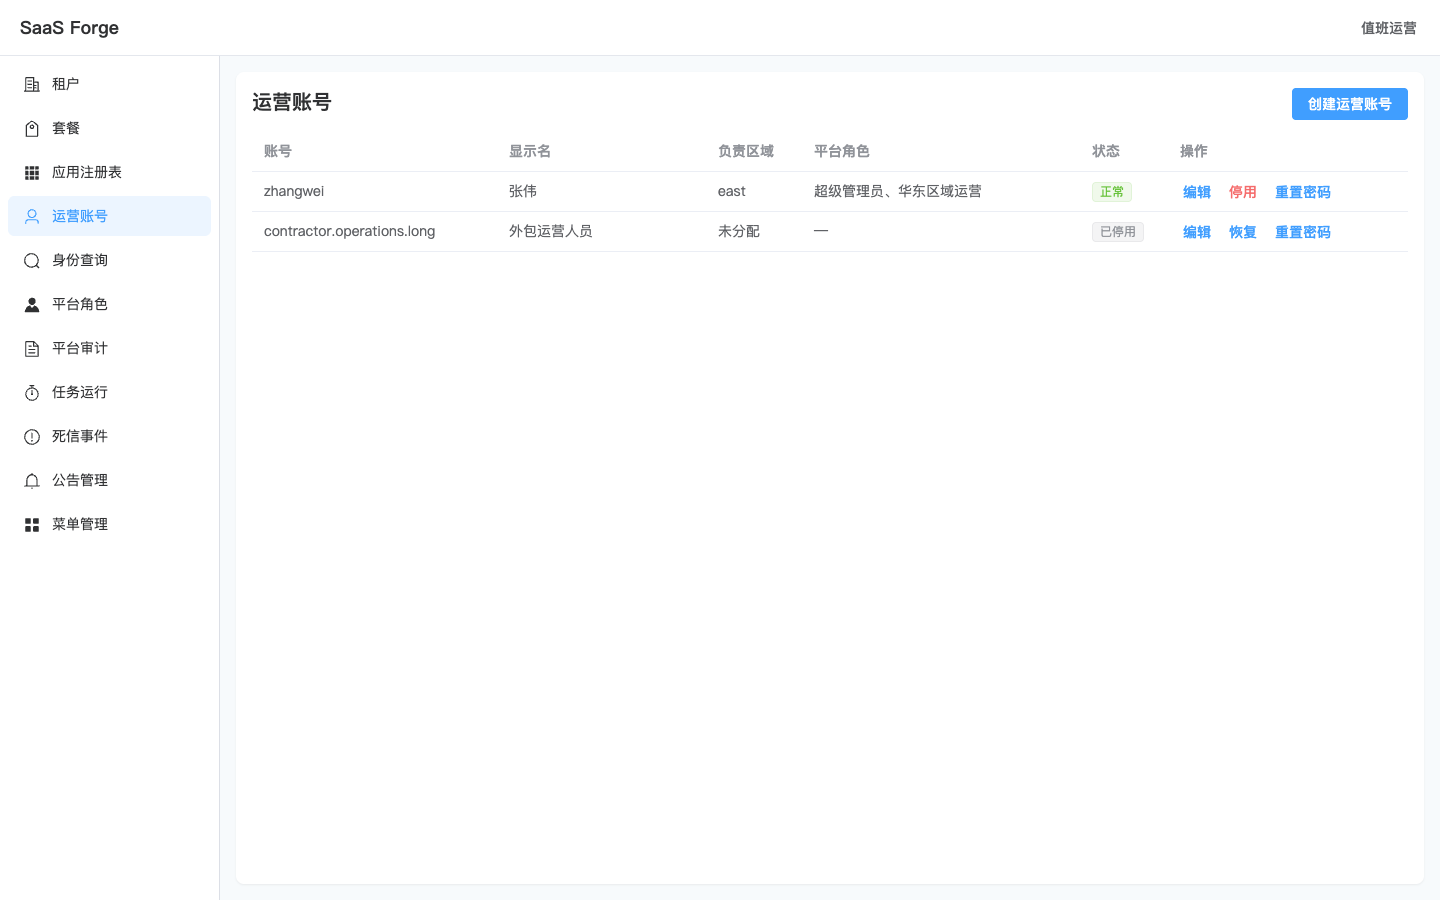 SaaS Forge
值班运营
租户
套餐
应用注册表
运营账号
身份查询
平台角色
平台审计
任务运行
死信事件
公告管理
菜单管理
运营账号
创建运营账号
账号 显示名 负责区域 平台角色 状态 操作
zhangwei 张伟 east 超级管理员、华东区域运营 正常 编辑 停用 重置密码
contractor.operations.long 外包运营人员 未分配 — 已停用 编辑 恢复 重置密码